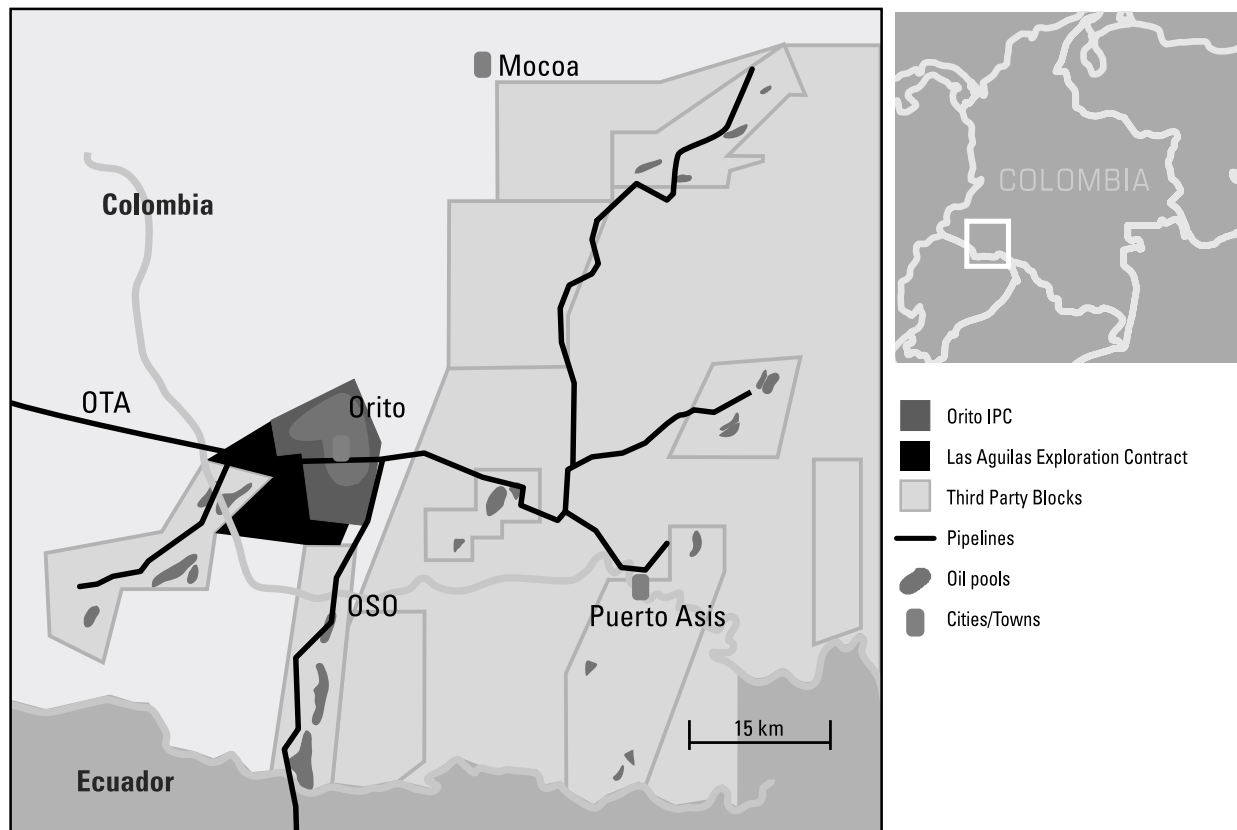 Mocoa
Colombia
COLOMBIA
OTA
Orito
OSO
Puerto Asis
15 km
Ecuador
Orito IPC
Las Aguilas Exploration Contract
Third Party Blocks
Pipelines
Oil pools
Cities/Towns